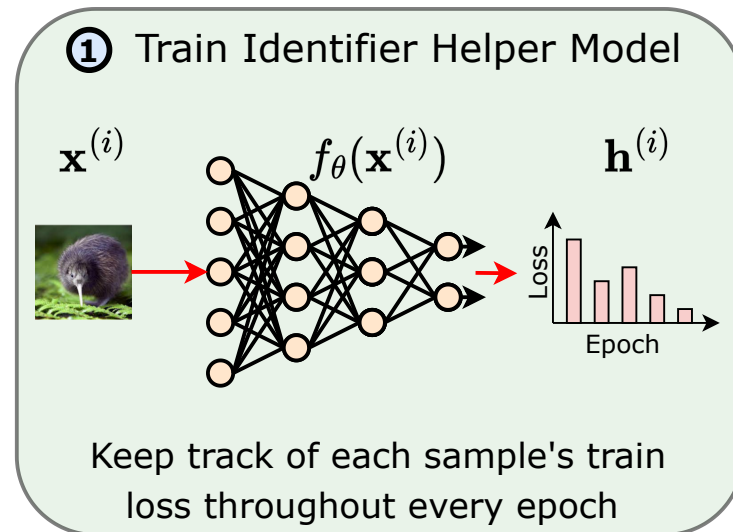 1 Train Identifier Helper Model
𝐱⁽ⁱ⁾ f_θ(𝐱⁽ⁱ⁾) 𝐡⁽ⁱ⁾
Loss
Epoch
Keep track of each sample's train
loss throughout every epoch